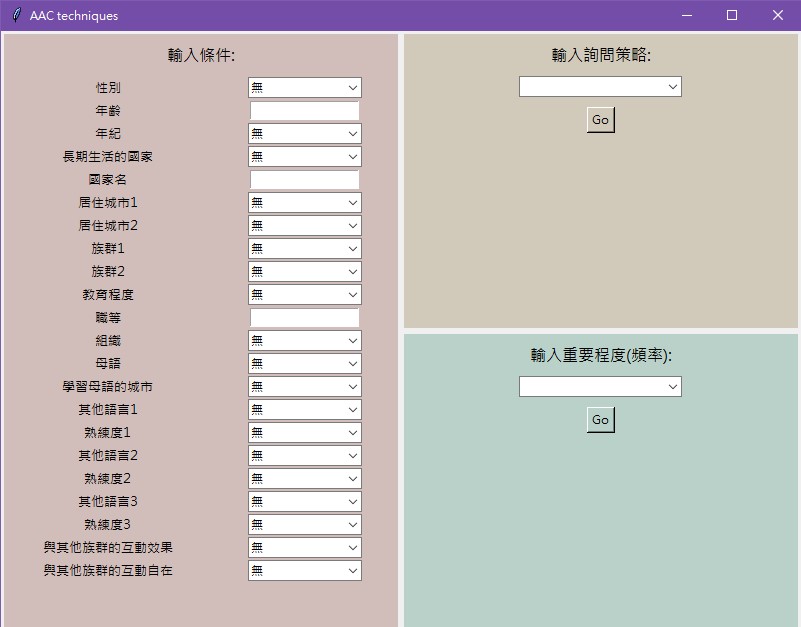 AAC techniques
輸入條件:
性別 無
年齡
年紀 無
長期生活的國家 無
國家名
居住城市1 無
居住城市2 無
族群1 無
族群2 無
教育程度 無
職等
組織 無
母語 無
學習母語的城市 無
其他語言1 無
熟練度1 無
其他語言2 無
熟練度2 無
其他語言3 無
熟練度3 無
與其他族群的互動效果 無
與其他族群的互動自在 無
輸入詢問策略:
Go
輸入重要程度(頻率):
Go